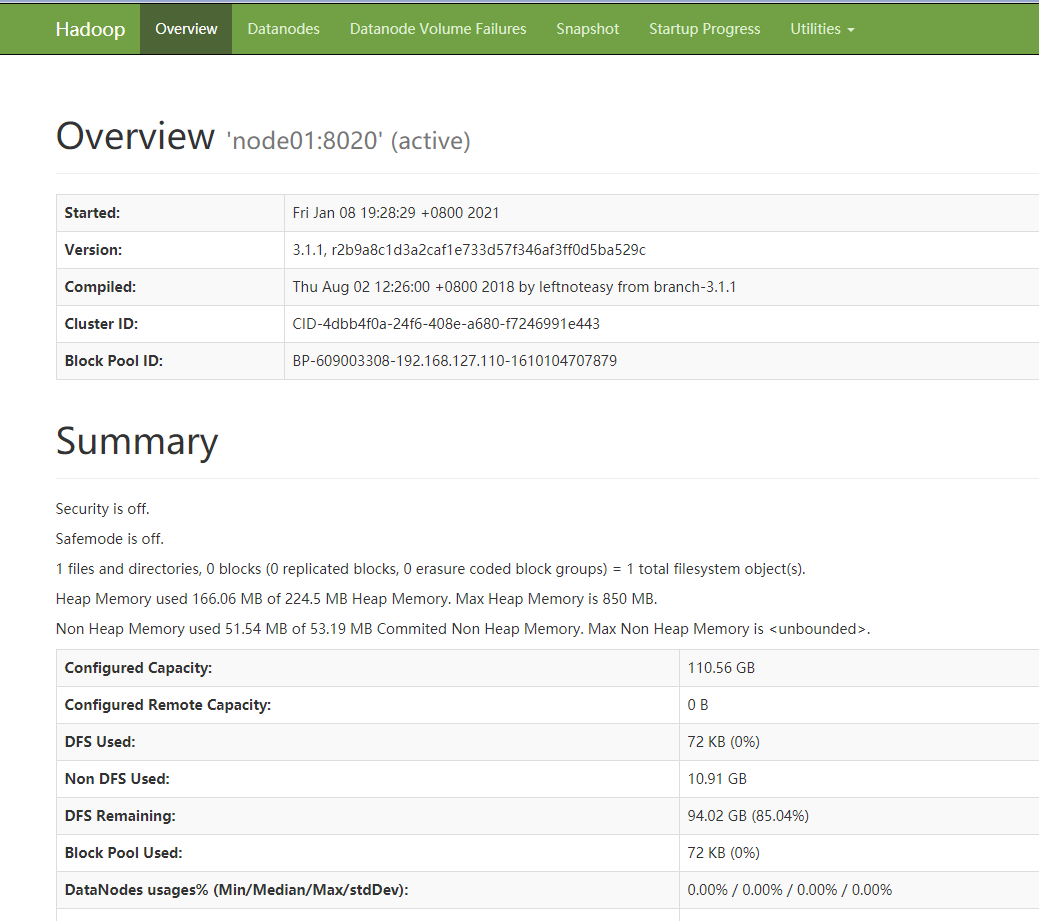 Hadoop Overview Datanodes Datanode Volume Failures Snapshot Startup Progress Utilities
Overview 'node01:8020' (active)
Started: Fri Jan 08 19:28:29 +0800 2021
Version: 3.1.1, r2b9a8c1d3a2caf1e733d57f346af3ff0d5ba529c
Compiled: Thu Aug 02 12:26:00 +0800 2018 by leftnoteasy from branch-3.1.1
Cluster ID: CID-4dbb4f0a-24f6-408e-a680-f7246991e443
Block Pool ID: BP-609003308-192.168.127.110-1610104707879
Summary
Security is off.
Safemode is off.
1 files and directories, 0 blocks (0 replicated blocks, 0 erasure coded block groups) = 1 total filesystem object(s).
Heap Memory used 166.06 MB of 224.5 MB Heap Memory. Max Heap Memory is 850 MB.
Non Heap Memory used 51.54 MB of 53.19 MB Commited Non Heap Memory. Max Non Heap Memory is <unbounded>.
Configured Capacity: 110.56 GB
Configured Remote Capacity: 0 B
DFS Used: 72 KB (0%)
Non DFS Used: 10.91 GB
DFS Remaining: 94.02 GB (85.04%)
Block Pool Used: 72 KB (0%)
DataNodes usages% (Min/Median/Max/stdDev): 0.00% / 0.00% / 0.00% / 0.00%